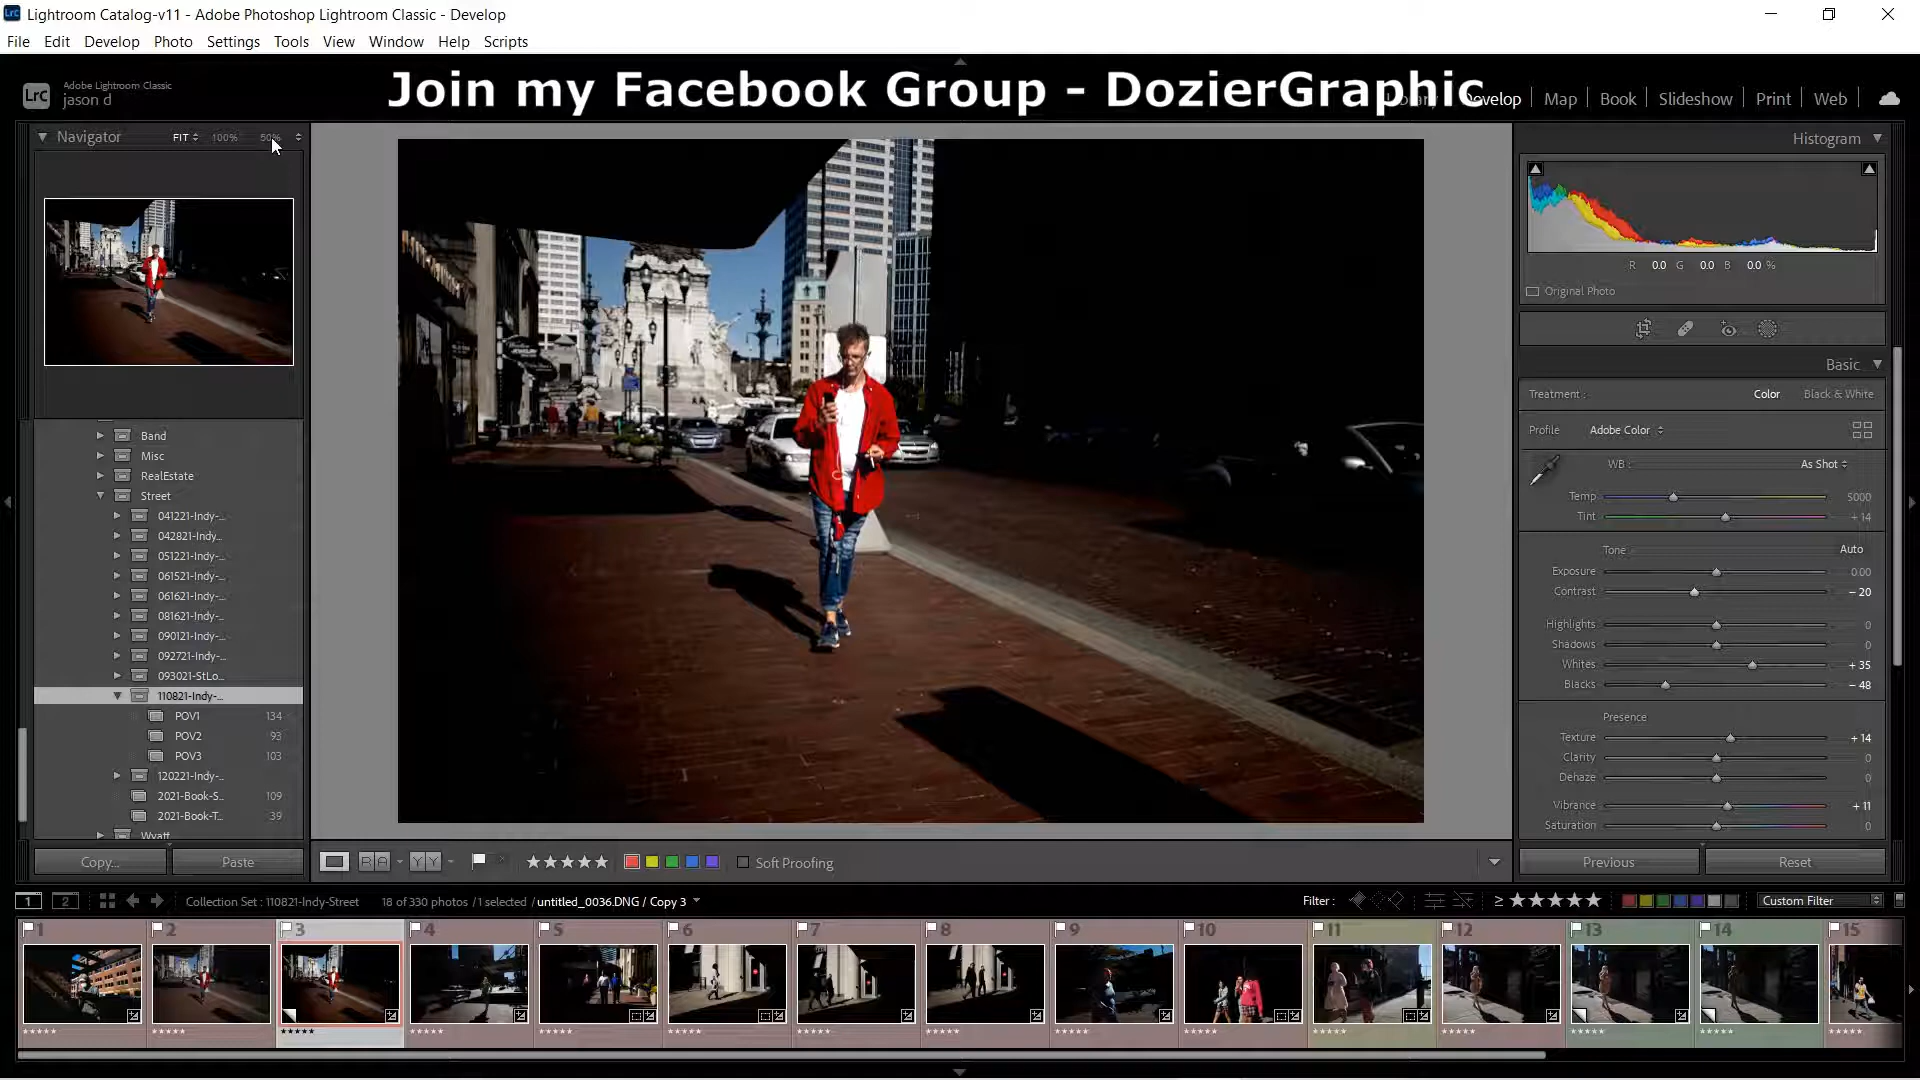 Lightroom Catalog-v11 - Adobe Photoshop Lightroom Classic - Develop
File Edit Develop Photo Settings Tools View Window Help Scripts
Adobe Lightroom Classic
jason d
Join my Facebook Group - DozierGraphic
Develop | Map | Book | Slideshow | Print | Web
Navigator FIT 100% 50%
Histogram
R 0.0 G 0.0 B 0.0 %
Original Photo
Basic
Treatment : Color Black & White
Profile Adobe Color
WB : As Shot
Temp 5000
Tint + 14
Tone Auto
Exposure 0.00
Contrast – 20
Highlights 0
Shadows 0
Whites + 35
Blacks – 48
Presence
Texture + 14
Clarity 0
Dehaze 0
Vibrance + 11
Saturation 0
Previous Reset
Band
Misc
RealEstate
Street
041221-Indy-...
042821-Indy...
051221-Indy-...
061521-Indy-...
061621-Indy-...
081621-Indy-...
090121-Indy-...
092721-Indy-...
093021-StLo...
110821-Indy-...
POV1 134
POV2 93
POV3 103
120221-Indy-...
2021-Book-S... 109
2021-Book-T... 39
Wyatt
Copy... Paste
Soft Proofing
1 2 Collection Set : 110821-Indy-Street 18 of 330 photos / 1 selected / untitled_0036.DNG / Copy 3
Filter : ≥ ★★★★★ Custom Filter
1 2 3 4 5 6 7 8 9 10 11 12 13 14 15